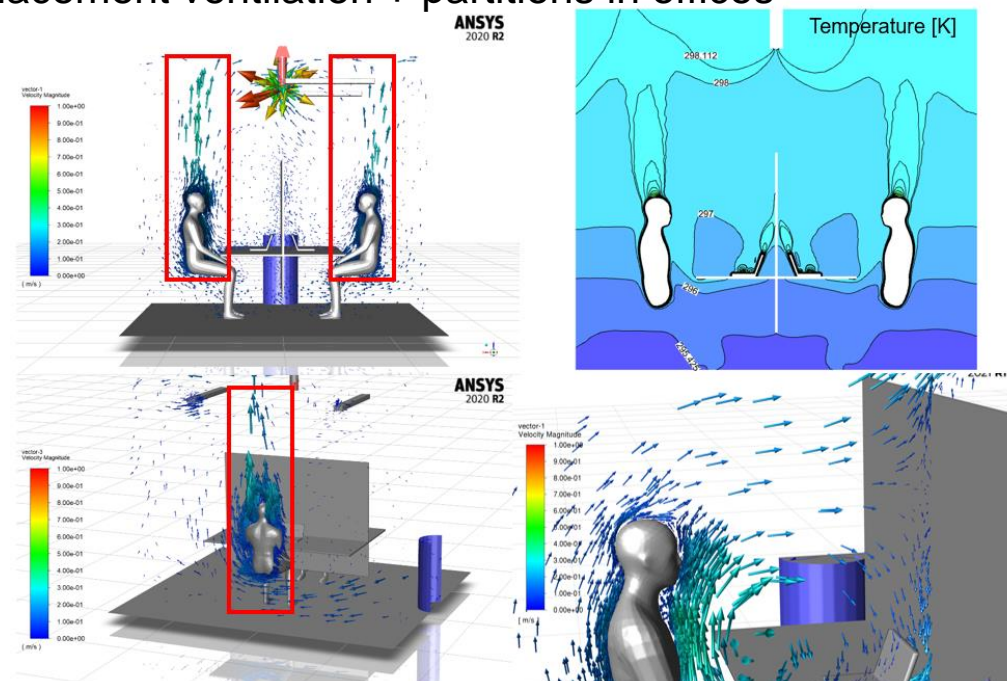 placement ventilation + partitions in offices
ANSYS
2020 R2
vector-1
Velocity Magnitude
1.00e+00
9.00e-01
8.00e-01
7.00e-01
6.00e-01
5.00e-01
4.00e-01
3.00e-01
2.00e-01
1.00e-01
0.00e+00
( m/s )
Temperature [K]
298,112
298
297
296
ANSYS
2020 R2
vector-3
Velocity Magnitude
1.00e+00
9.00e-01
8.00e-01
7.00e-01
6.00e-01
5.00e-01
4.00e-01
3.00e-01
2.00e-01
1.00e-01
0.00e+00
( m/s )
2021 R1
vector-1
Velocity Magnitude
1.00e+00
9.00e-01
8.00e-01
7.00e-01
6.00e-01
5.00e-01
4.00e-01
3.00e-01
2.00e-01
1.00e-01
0.00e+00
( m/s )